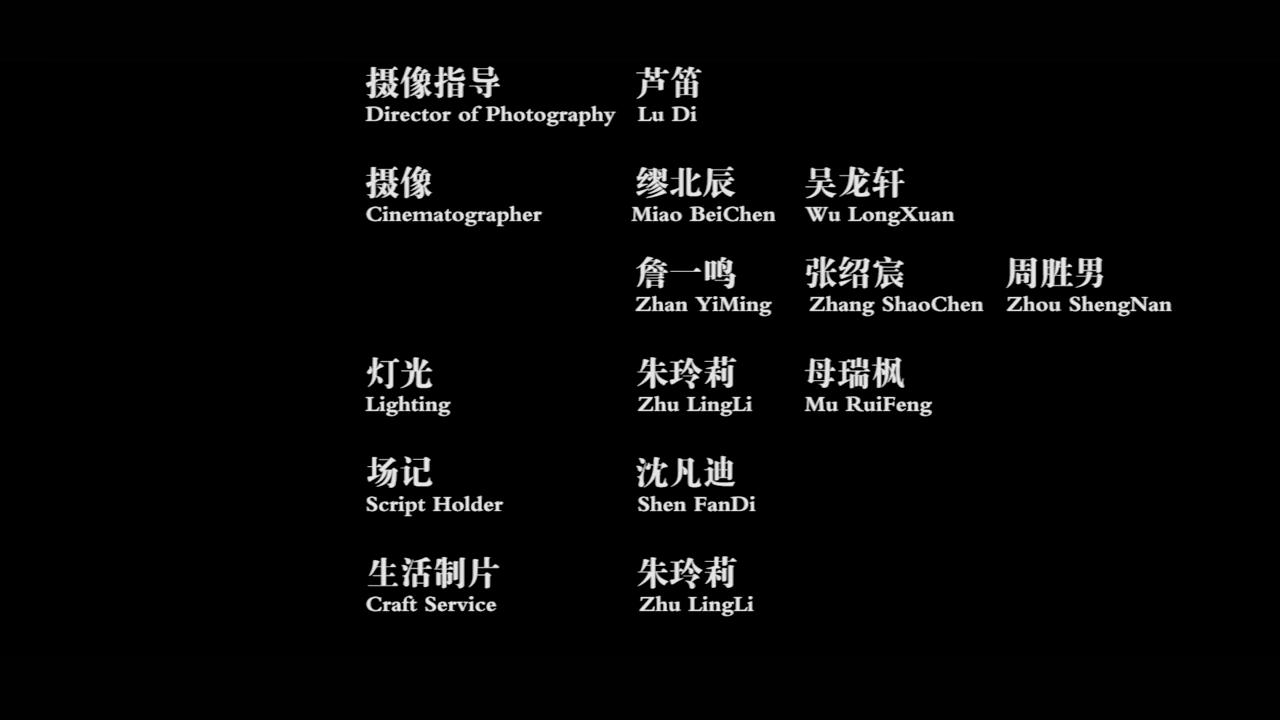 摄像指导 芦笛
Director of Photography Lu Di
摄像 缪北辰 吴龙轩
Cinematographer Miao BeiChen Wu LongXuan
詹一鸣 张绍宸 周胜男
Zhan YiMing Zhang ShaoChen Zhou ShengNan
灯光 朱玲莉 母瑞枫
Lighting Zhu LingLi Mu RuiFeng
场记 沈凡迪
Script Holder Shen FanDi
生活制片 朱玲莉
Craft Service Zhu LingLi